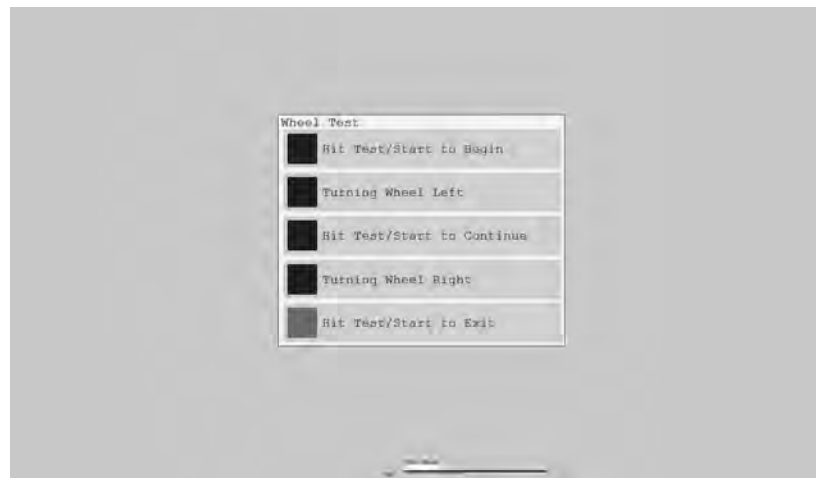 Wheel Test
Hit Test/Start to Begin
Turning Wheel Left
Hit Test/Start to Continue
Turning Wheel Right
Hit Test/Start to Exit